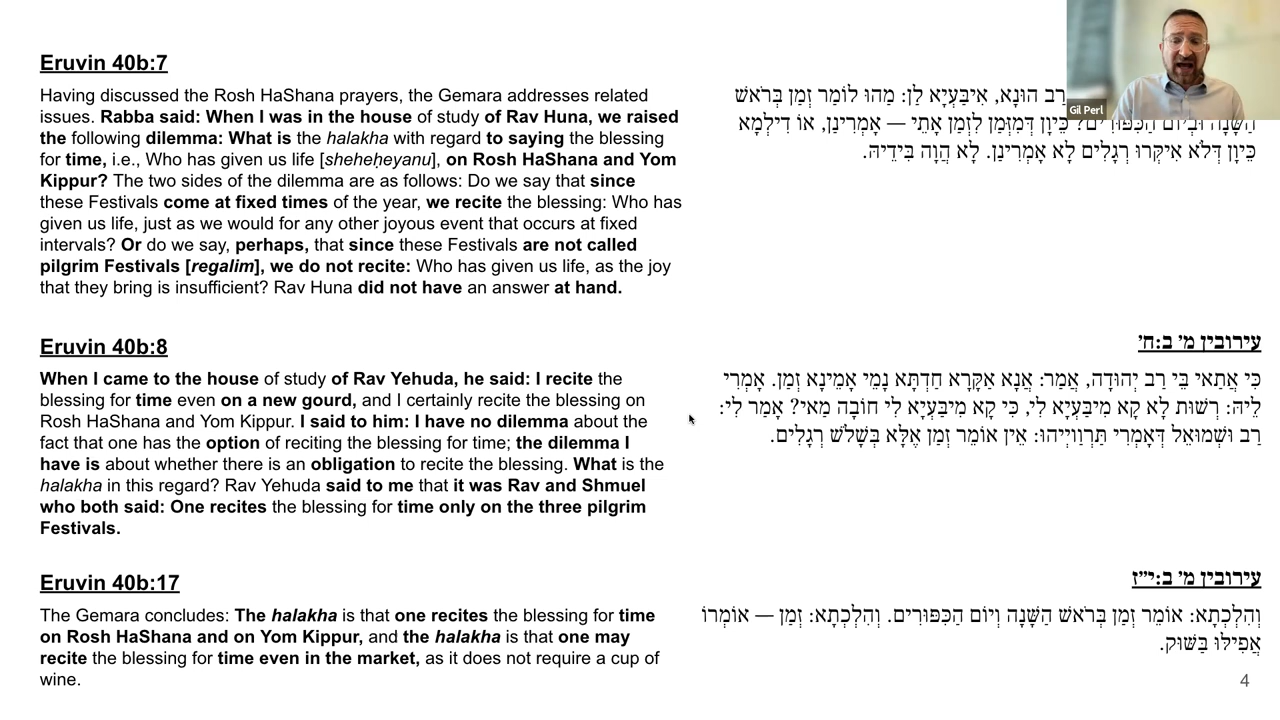 Eruvin 40b:7
Having discussed the Rosh HaShana prayers, the Gemara addresses related
issues. Rabba said: When I was in the house of study of Rav Huna, we raised
the following dilemma: What is the halakha with regard to saying the blessing
for time, i.e., Who has given us life [sheheḥeyanu], on Rosh HaShana and Yom
Kippur? The two sides of the dilemma are as follows: Do we say that since
these Festivals come at fixed times of the year, we recite the blessing: Who has
given us life, just as we would for any other joyous event that occurs at fixed
intervals? Or do we say, perhaps, that since these Festivals are not called
pilgrim Festivals [regalim], we do not recite: Who has given us life, as the joy
that they bring is insufficient? Rav Huna did not have an answer at hand.
רַב הוּנָא, אִיבַּעְיָא לַן: מַהוּ לוֹמַר זְמַן בְּרֹאשׁ
הַשָּׁנָה וּבְיוֹם הַכִּפּוּרִים? כֵּיוָן דְּמִזְּמַן לִזְמַן אָתֵי — אָמְרִינַן, אוֹ דִילְמָא
כֵּיוָן דְּלֹא אִיקְּרוּ רְגָלִים לָא אָמְרִינַן. לָא הֲוָה בִּידֵיהּ.
Gil Perl
Eruvin 40b:8
When I came to the house of study of Rav Yehuda, he said: I recite the
blessing for time even on a new gourd, and I certainly recite the blessing on
Rosh HaShana and Yom Kippur. I said to him: I have no dilemma about the
fact that one has the option of reciting the blessing for time; the dilemma I
have is about whether there is an obligation to recite the blessing. What is the
halakha in this regard? Rav Yehuda said to me that it was Rav and Shmuel
who both said: One recites the blessing for time only on the three pilgrim
Festivals.
עירובין מ׳ ב:ח׳
כִּי אֲתַאי בֵּי רַב יְהוּדָה, אֲמַר: אֲנָא אַקָּרָא חַדְתָּא נָמֵי אָמֵינָא זְמַן. אֲמַרִי
לֵיהּ: רְשׁוּת לָא קָא מִיבַּעְיָא לִי, כִּי קָא מִיבַּעְיָא לִי חוֹבָה מַאי? אֲמַר לִי:
רַב וּשְׁמוּאֵל דְּאָמְרִי תַּרְוַויְיהוּ: אֵין אוֹמֵר זְמַן אֶלָּא בְּשָׁלֹשׁ רְגָלִים.
Eruvin 40b:17
The Gemara concludes: The halakha is that one recites the blessing for time
on Rosh HaShana and on Yom Kippur, and the halakha is that one may
recite the blessing for time even in the market, as it does not require a cup of
wine.
עירובין מ׳ ב:י״ז
וְהִלְכְתָא: אוֹמֵר זְמַן בְּרֹאשׁ הַשָּׁנָה וְיוֹם הַכִּפּוּרִים. וְהִלְכְתָא: זְמַן — אוֹמְרוֹ
אֲפִילּוּ בַּשּׁוּק.
4